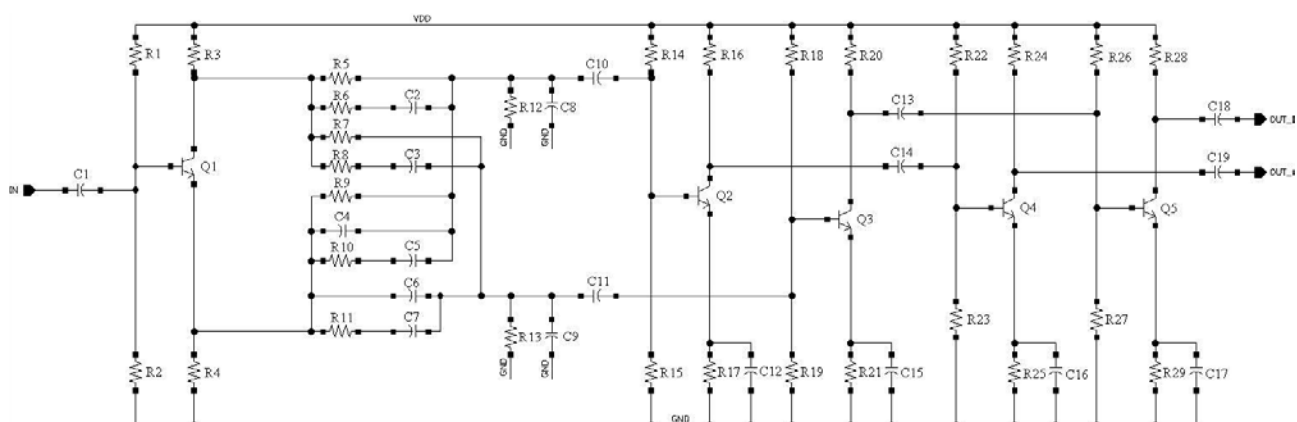 VDD
R1
R3
R5
C10
R14
R16
R18
R20
R22
R24
R26
R28
R6
C2
R12
C8
C13
C18
R7
GND
GND
R8
C3
C14
C19
Q1
IN
C1
R9
Q2
Q3
Q4
Q5
C4
R10
C5
C6
C11
R11
C7
R13
C9
R23
R27
GND
GND
R2
R4
R15
R17
C12
R19
R21
C15
R25
C16
R29
C17
GND